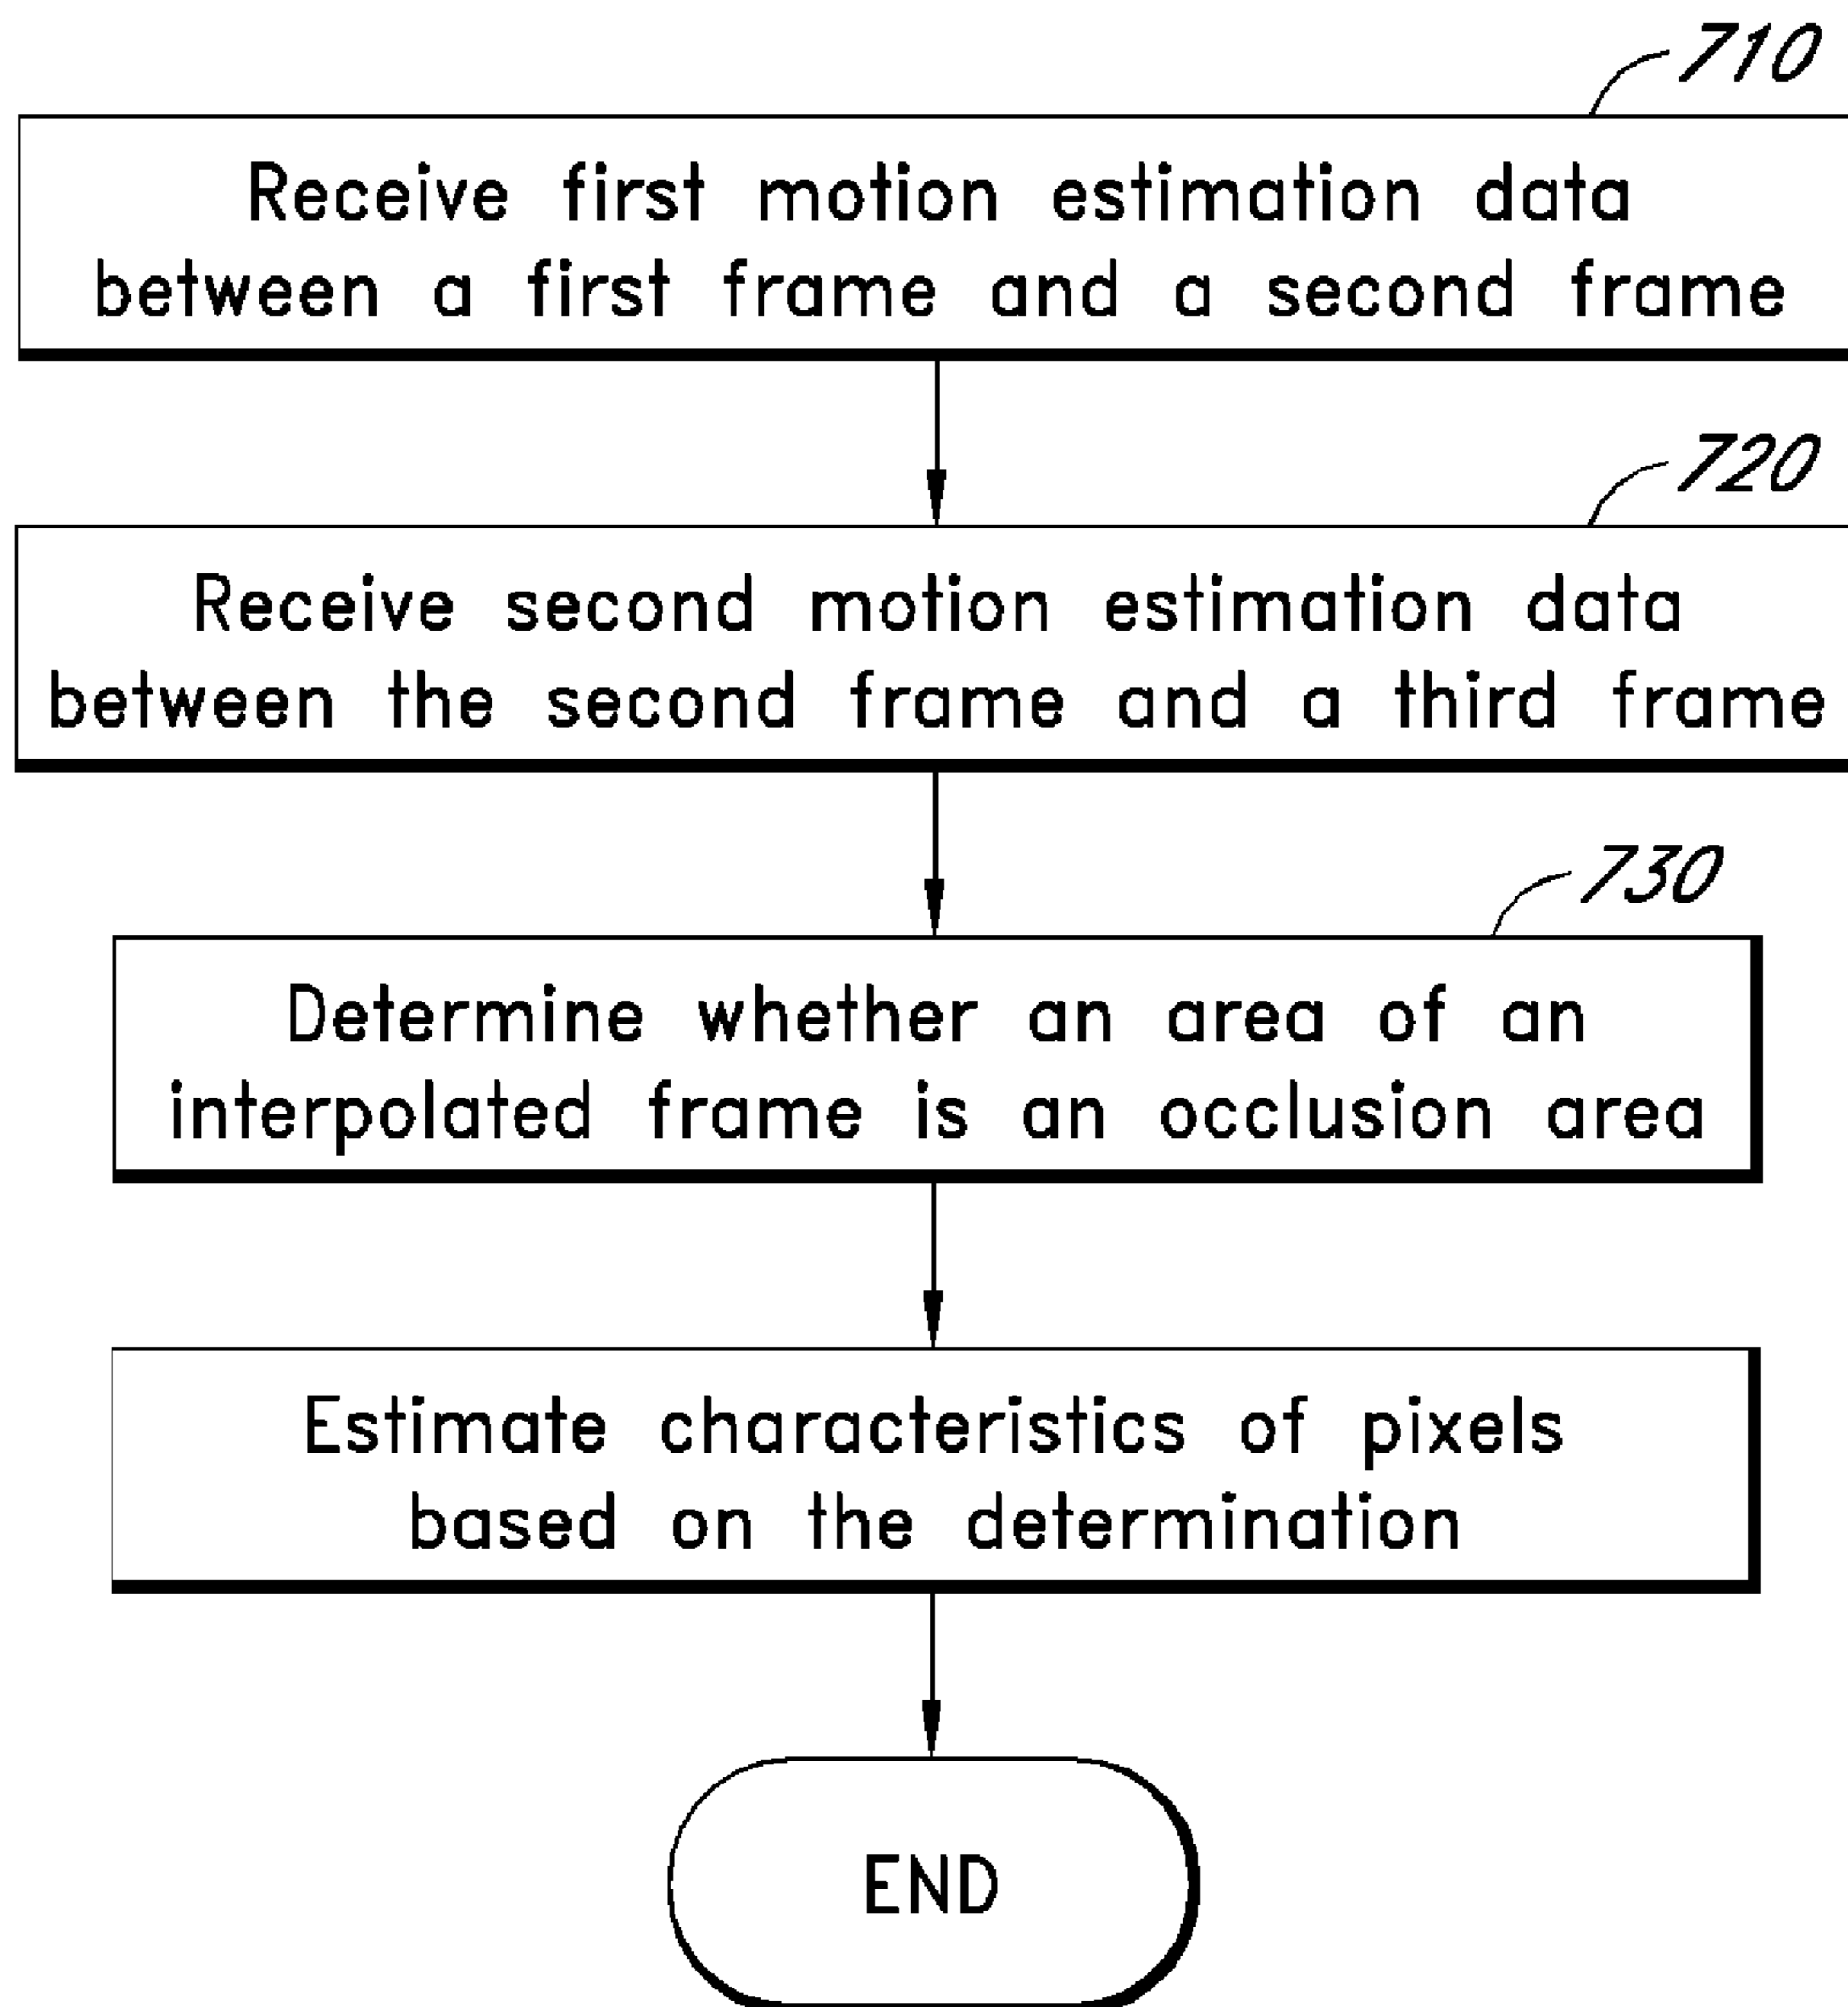 710
Receive first motion estimation data
between a first frame and a second frame
720
Receive second motion estimation data
between the second frame and a third frame
730
Determine whether an area of an
interpolated frame is an occlusion area
Estimate characteristics of pixels
based on the determination
END